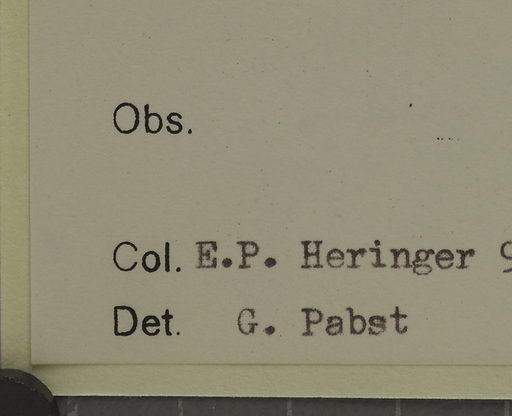 Obs.
Col. E.P. Heringer
Det. G. Pabst